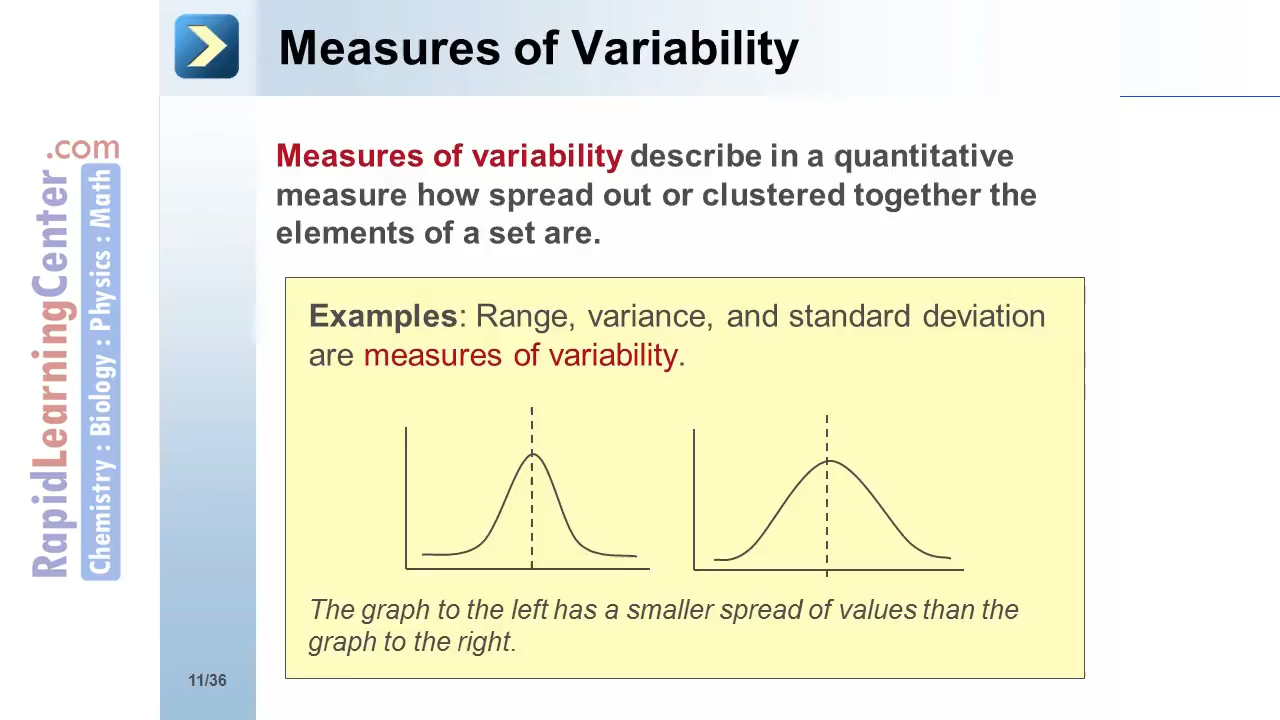 Measures of Variability
Measures of variability describe in a quantitative
measure how spread out or clustered together the
elements of a set are.
Examples: Range, variance, and standard deviation
are measures of variability.
The graph to the left has a smaller spread of values than the
graph to the right.
11/36
RapidLearningCenter.com
Chemistry : Biology : Physics : Math